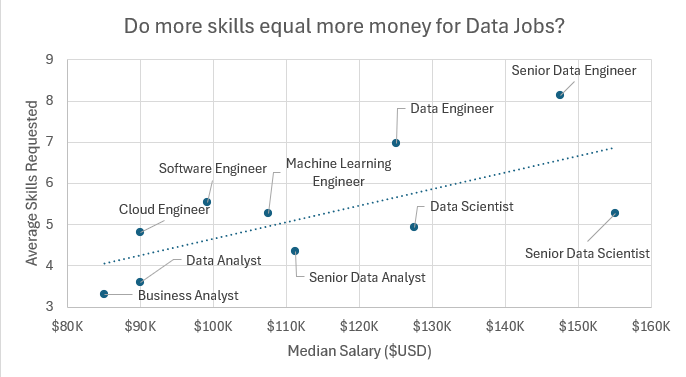 Do more skills equal more money for Data Jobs?
9
Senior Data Engineer
8
Data Engineer
7
Software Engineer
Machine Learning
Engineer
6
Cloud Engineer
Data Scientist
5
Senior Data Scientist
Data Analyst
4
Senior Data Analyst
Business Analyst
3
Average Skills Requested
$80K $90K $100K $110K $120K $130K $140K $150K $160K
Median Salary ($USD)